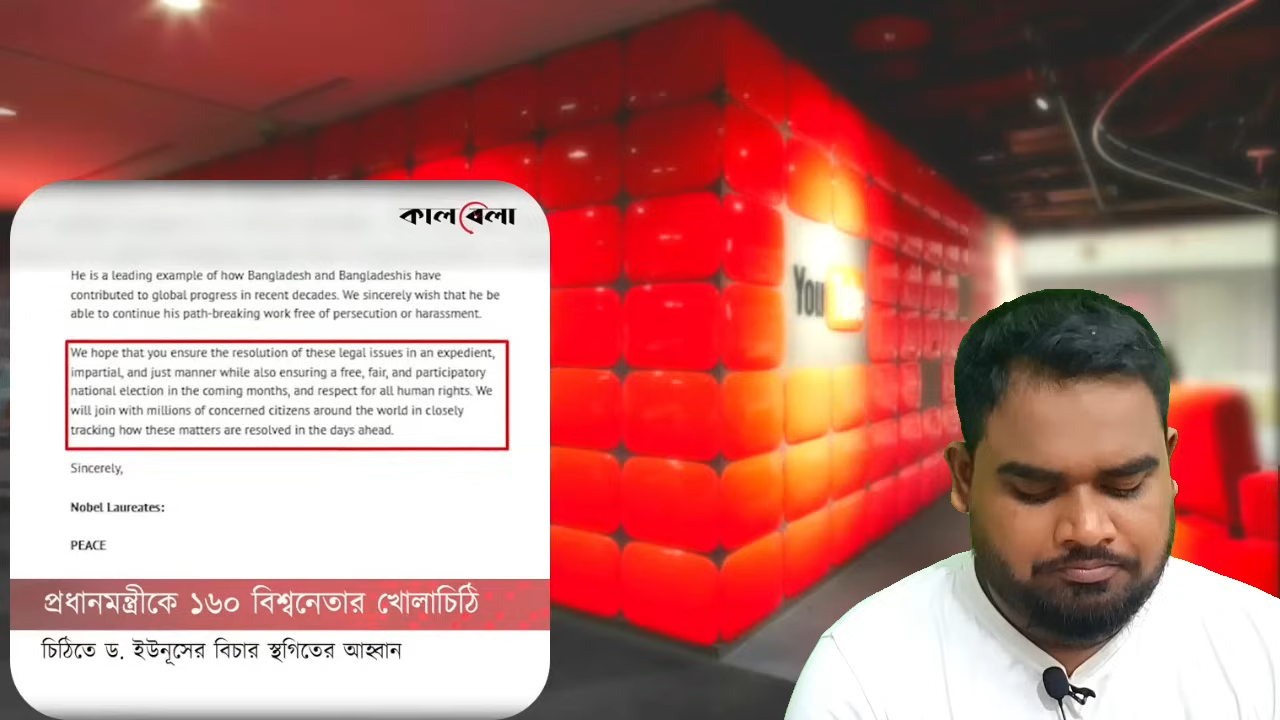 কালবেলা
He is a leading example of how Bangladesh and Bangladeshis have
contributed to global progress in recent decades. We sincerely wish that he be
able to continue his path-breaking work free of persecution or harassment.
We hope that you ensure the resolution of these legal issues in an expedient,
impartial, and just manner while also ensuring a free, fair, and participatory
national election in the coming months, and respect for all human rights. We
will join with millions of concerned citizens around the world in closely
tracking how these matters are resolved in the days ahead.
Sincerely,
Nobel Laureates:
PEACE
প্রধানমন্ত্রীকে ১৬০ বিশ্বনেতার খোলাচিঠি
চিঠিতে ড. ইউনূসের বিচার স্থগিতের আহ্বান
YouTube